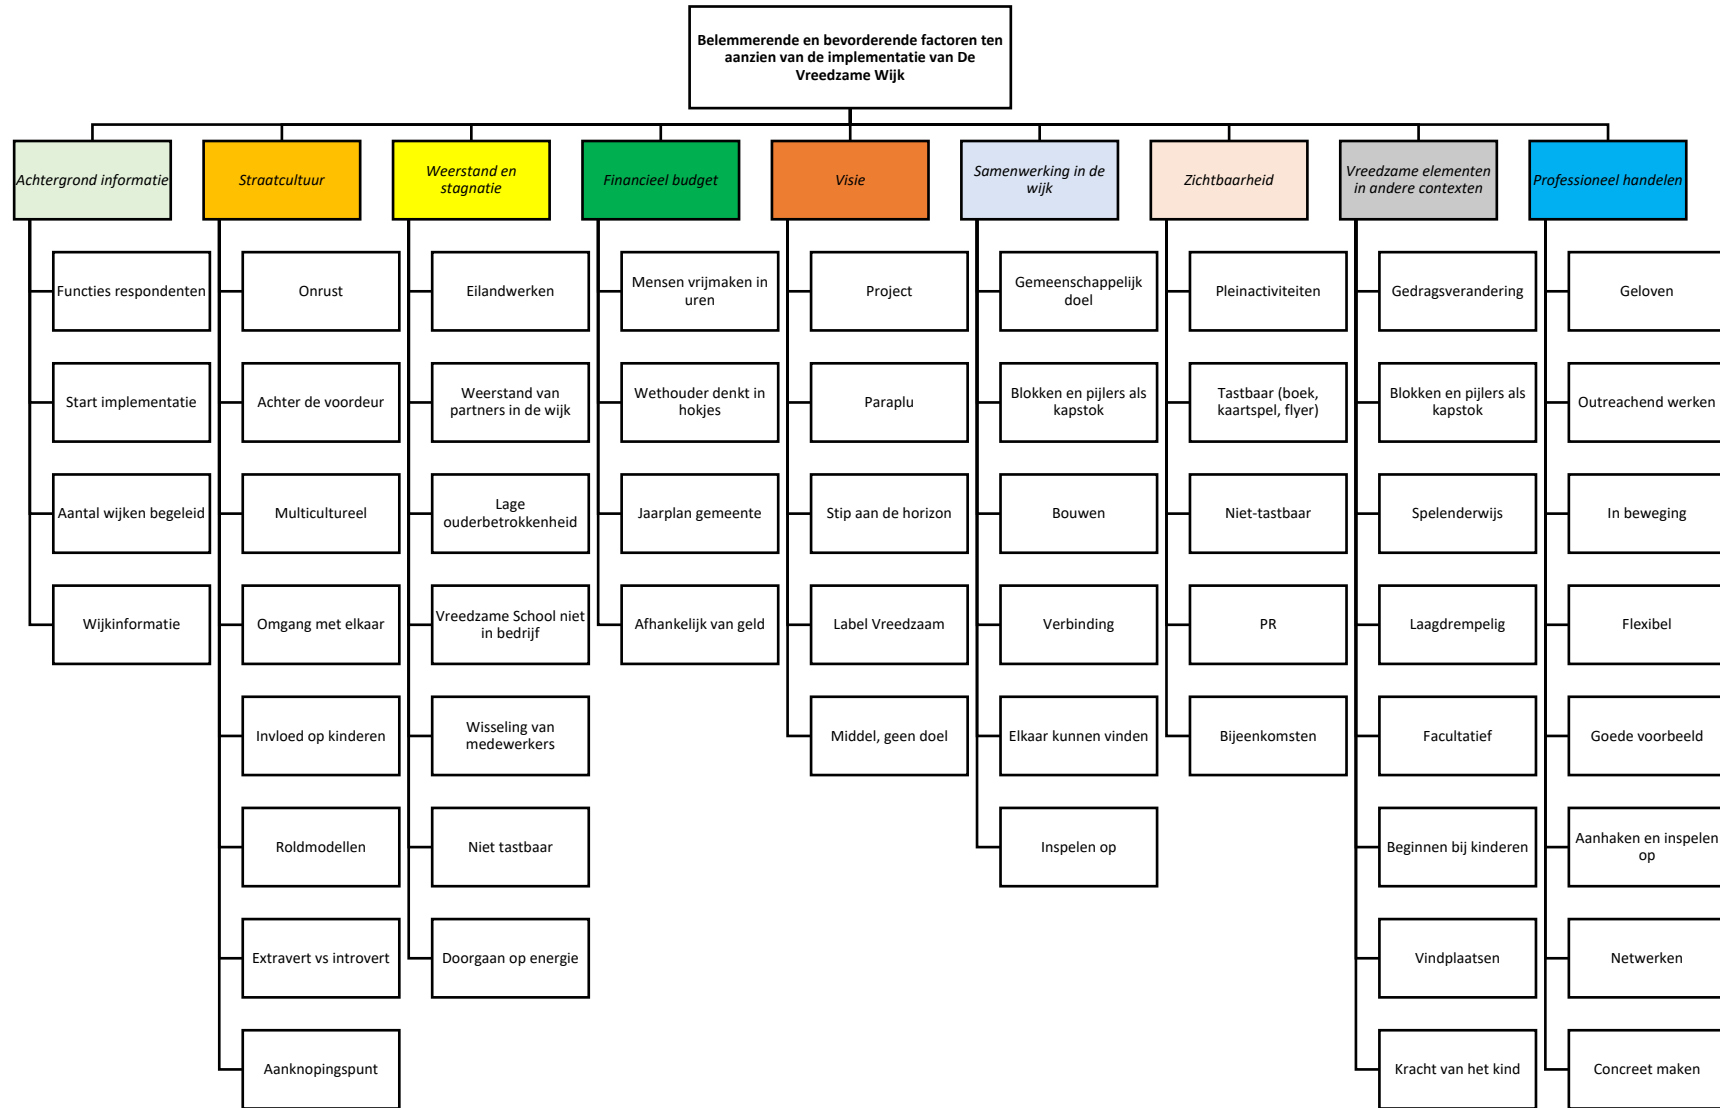 Belemmerende en bevorderende factoren ten
aanzien van de implementatie van De
Vreedzame Wijk
Achtergrond informatie
Functies respondenten
Start implementatie
Aantal wijken begeleid
Wijkinformatie
Straatcultuur
Onrust
Achter de voordeur
Multicultureel
Omgang met elkaar
Invloed op kinderen
Roldmodellen
Extravert vs introvert
Aanknopingspunt
Weerstand en
stagnatie
Eilandwerken
Weerstand van
partners in de wijk
Lage
ouderbetrokkenheid
Vreedzame School niet
in bedrijf
Wisseling van
medewerkers
Niet tastbaar
Doorgaan op energie
Financieel budget
Mensen vrijmaken in
uren
Wethouder denkt in
hokjes
Jaarplan gemeente
Afhankelijk van geld
Visie
Project
Paraplu
Stip aan de horizon
Label Vreedzaam
Middel, geen doel
Samenwerking in de
wijk
Gemeenschappelijk
doel
Blokken en pijlers als
kapstok
Bouwen
Verbinding
Elkaar kunnen vinden
Inspelen op
Zichtbaarheid
Pleinactiviteiten
Tastbaar (boek,
kaartspel, flyer)
Niet-tastbaar
PR
Bijeenkomsten
Vreedzame elementen
in andere contexten
Gedragsverandering
Blokken en pijlers als
kapstok
Spelenderwijs
Laagdrempelig
Facultatief
Beginnen bij kinderen
Vindplaatsen
Kracht van het kind
Professioneel handelen
Geloven
Outreachend werken
In beweging
Flexibel
Goede voorbeeld
Aanhaken en inspelen
op
Netwerken
Concreet maken